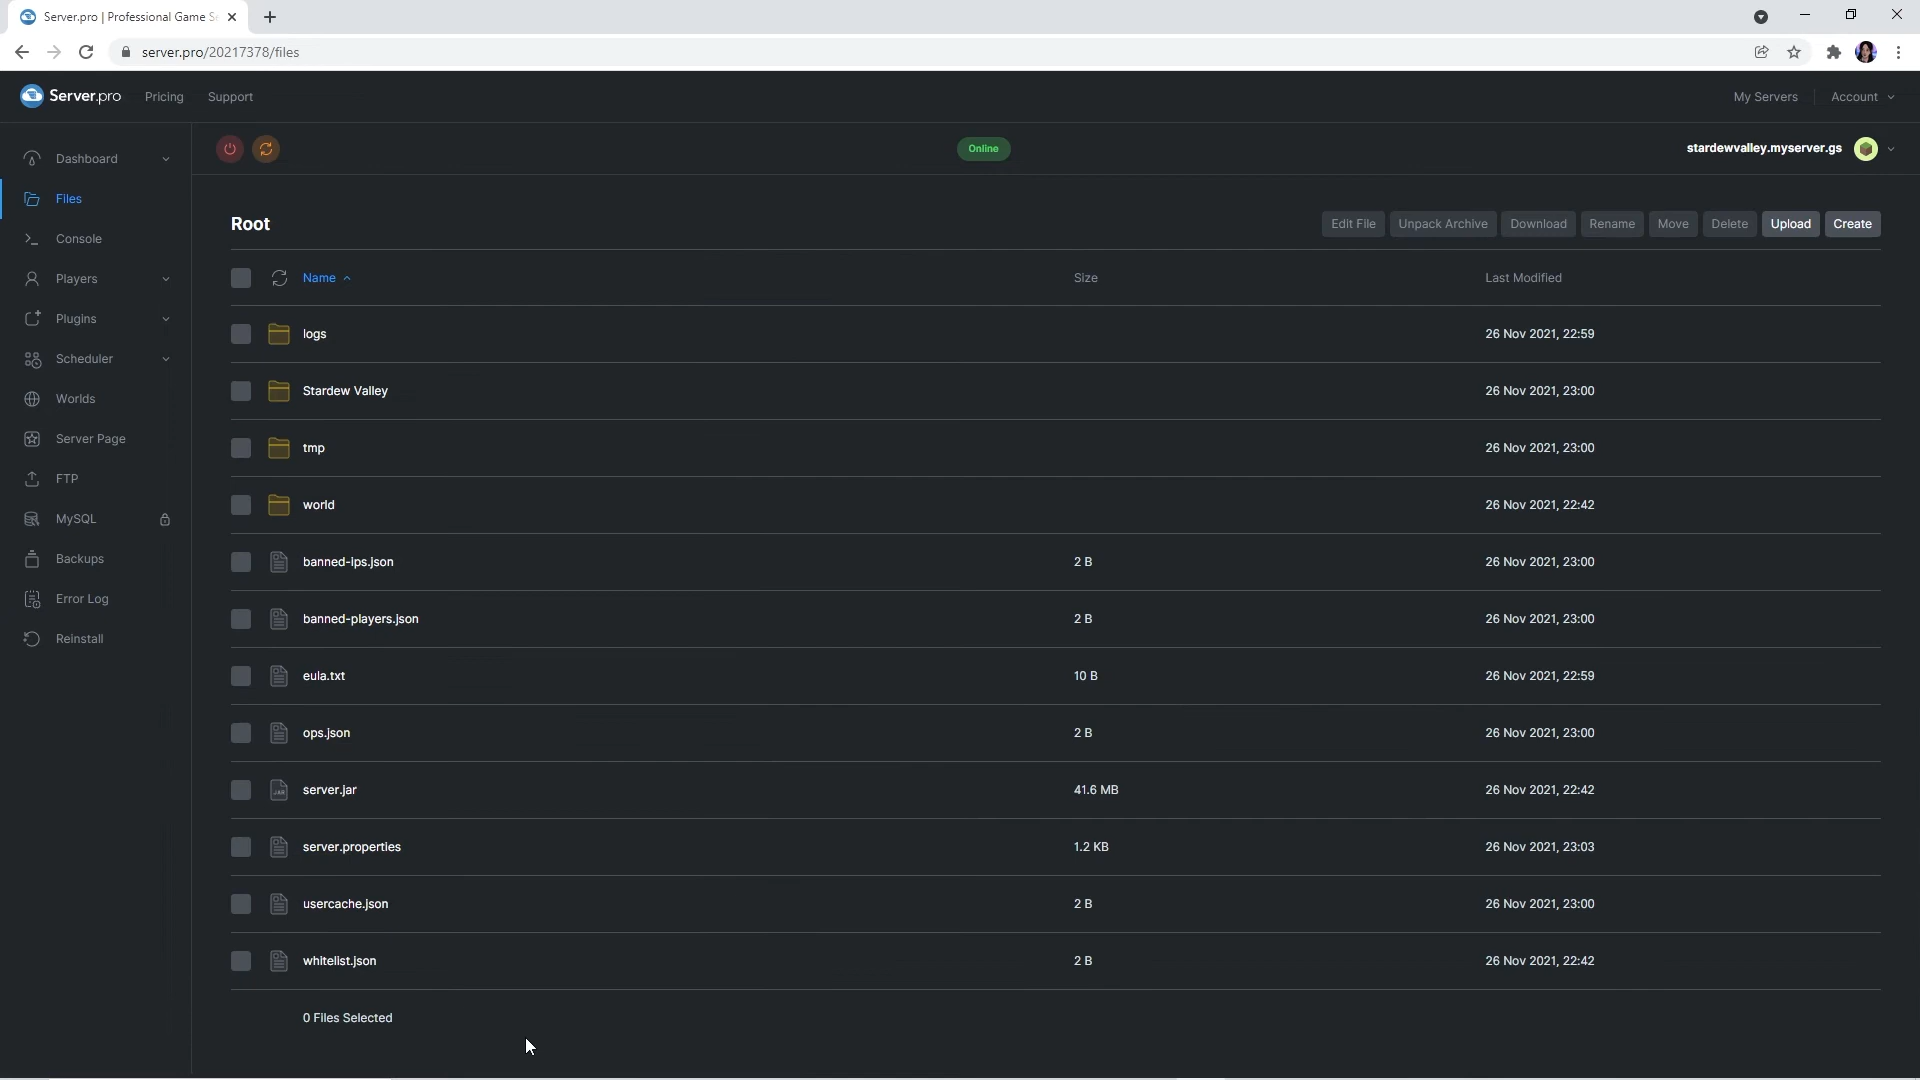 Server.pro | Professional Game Se
server.pro/20217378/files
Server.pro
Pricing
Support
My Servers
Account
Dashboard
Online
stardewvalley.myserver.gs
Files
Root
Edit File
Unpack Archive
Download
Rename
Move
Delete
Upload
Create
Console
Players
Name
Size
Last Modified
Plugins
logs
26 Nov 2021, 22:59
Scheduler
Stardew Valley
26 Nov 2021, 23:00
Worlds
Server Page
tmp
26 Nov 2021, 23:00
FTP
world
26 Nov 2021, 22:42
MySQL
Backups
banned-ips.json
2 B
26 Nov 2021, 23:00
Error Log
banned-players.json
2 B
26 Nov 2021, 23:00
Reinstall
eula.txt
10 B
26 Nov 2021, 22:59
ops.json
2 B
26 Nov 2021, 23:00
JAR
server.jar
41.6 MB
26 Nov 2021, 22:42
server.properties
1.2 KB
26 Nov 2021, 23:03
usercache.json
2 B
26 Nov 2021, 23:00
whitelist.json
2 B
26 Nov 2021, 22:42
0 Files Selected